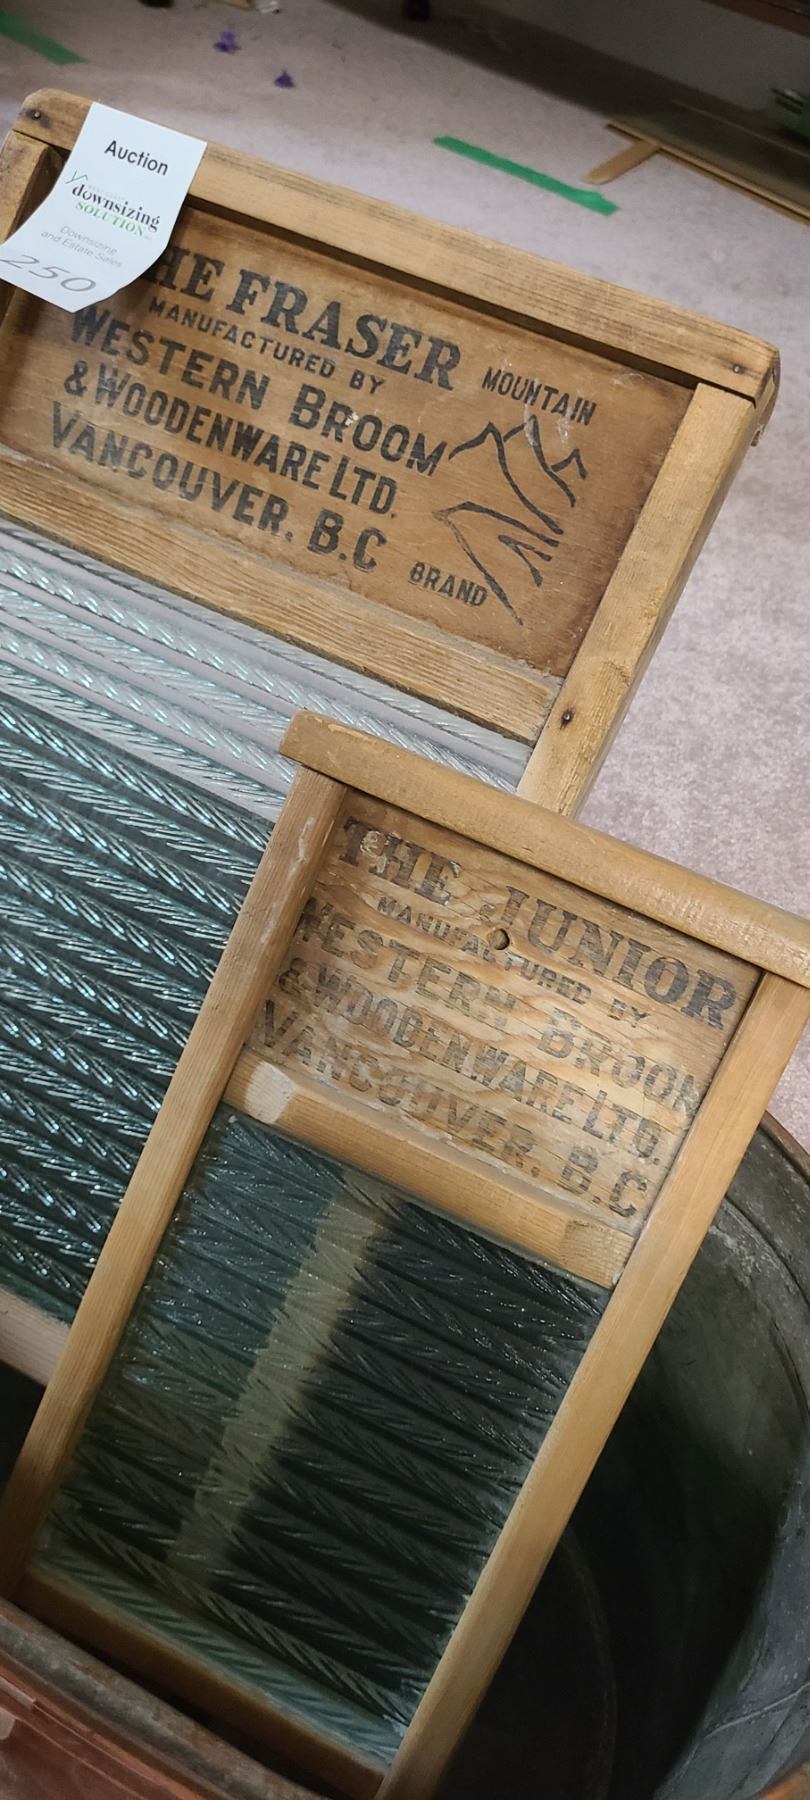 Auction
downsizing
SOLUTION
Downsizing
and Estate Sales
250
HE FRASER
MANUFACTURED BY
WESTERN BROOM
& WOODENWARE LTD.
VANCOUVER. B.C
MOUNTAIN
BRAND
THE JUNIOR
MANUFACTURED BY
WESTERN BROOM
& WOODENWARE LTD.
VANCOUVER. B.C